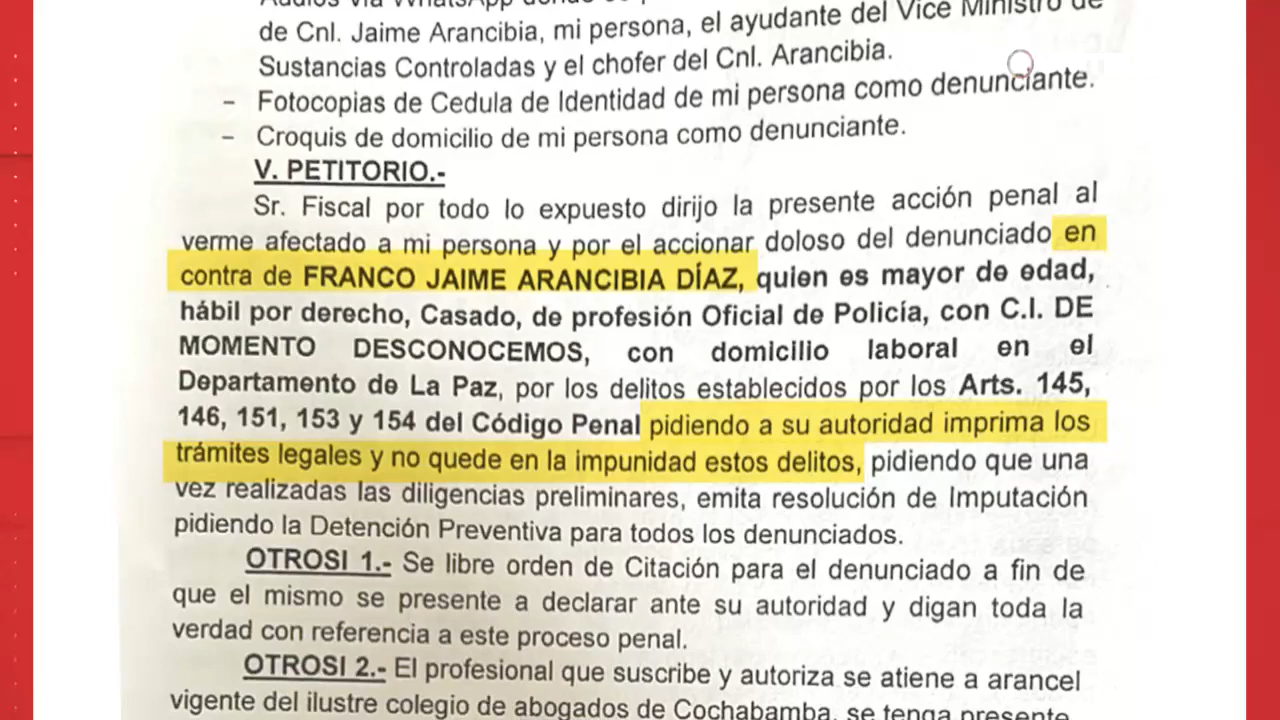 de Cnl. Jaime Arancibia, mi persona, el ayudante del Vice Ministro de
Sustancias Controladas y el chofer del Cnl. Arancibia.
- Fotocopias de Cedula de Identidad de mi persona como denunciante.
- Croquis de domicilio de mi persona como denunciante.
V. PETITORIO.-
Sr. Fiscal por todo lo expuesto dirijo la presente acción penal al
verme afectado a mi persona y por el accionar doloso del denunciado en
contra de FRANCO JAIME ARANCIBIA DÍAZ, quien es mayor de edad,
hábil por derecho, Casado, de profesión Oficial de Policía, con C.I. DE
MOMENTO DESCONOCEMOS, con domicilio laboral en el
Departamento de La Paz, por los delitos establecidos por los Arts. 145,
146, 151, 153 y 154 del Código Penal pidiendo a su autoridad imprima los
trámites legales y no quede en la impunidad estos delitos, pidiendo que una
vez realizadas las diligencias preliminares, emita resolución de Imputación
pidiendo la Detención Preventiva para todos los denunciados.
OTROSI 1.- Se libre orden de Citación para el denunciado a fin de
que el mismo se presente a declarar ante su autoridad y digan toda la
verdad con referencia a este proceso penal.
OTROSI 2.- El profesional que suscribe y autoriza se atiene a arancel
vigente del ilustre colegio de abogados de Cochabamba, se tenga presente